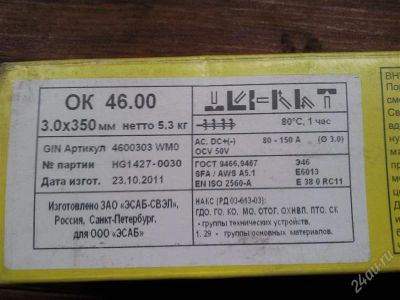 ОК 46.00
3.0x350 мм нетто 5.3 кг
80°C, 1 час
GIN Артикул 4600303 WM0
№ партии HG1427-0030
Дата изгот. 23.10.2011
AC, DC+(-) 80 - 150 A (Ø 3.0)
OCV 50V
ГОСТ 9466,9467 Э46
SFA / AWS A5.1 E6013
EN ISO 2560-A E 38 0 RC11
Изготовлено ЗАО «ЭСАБ-СВЭЛ»,
Россия, Санкт-Петербург,
для ООО «ЭСАБ»
НАКС (РД 03-613-03):
ГДО, ГО, КО, МО, ОТОГ, ОХНВП, ПТО, СК
- группы технических устройств,
1, 29 - группы основных материалов.
24au.ru